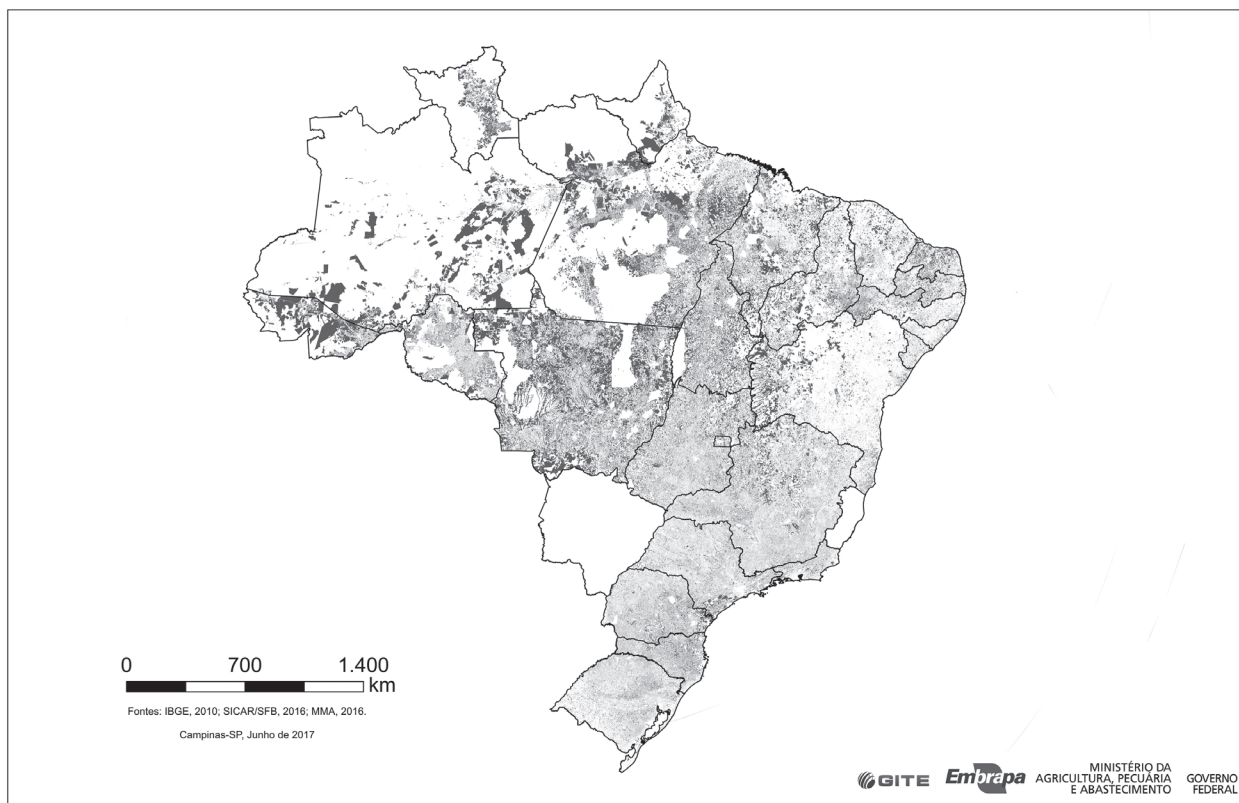 0 700 1.400
km
Fontes: IBGE, 2010; SICAR/SFB, 2016; MMA, 2016.
Campinas-SP, Junho de 2017
GITE
Embrapa
MINISTÉRIO DA
AGRICULTURA, PECUÁRIA
E ABASTECIMENTO
GOVERNO
FEDERAL